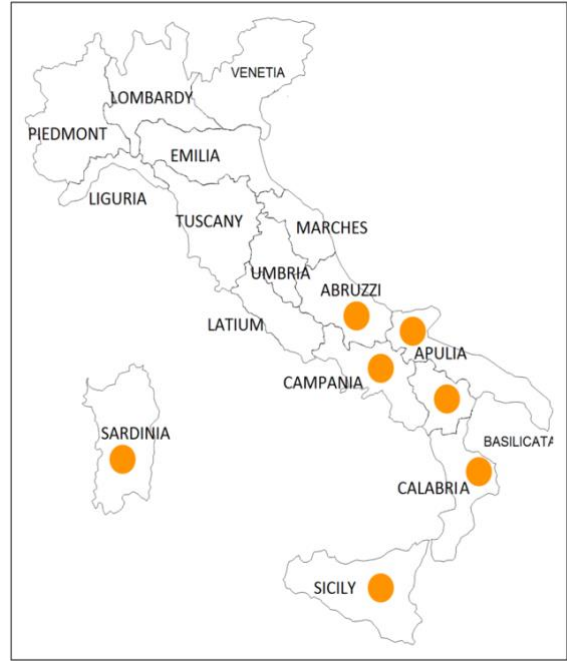 VENETIA
LOMBARDY
PIEDMONT
EMILIA
LIGURIA
TUSCANY
MARCHES
UMBRIA
ABRUZZI
LATIUM
APULIA
CAMPANIA
SARDINIA
BASILICATA
CALABRIA
SICILY